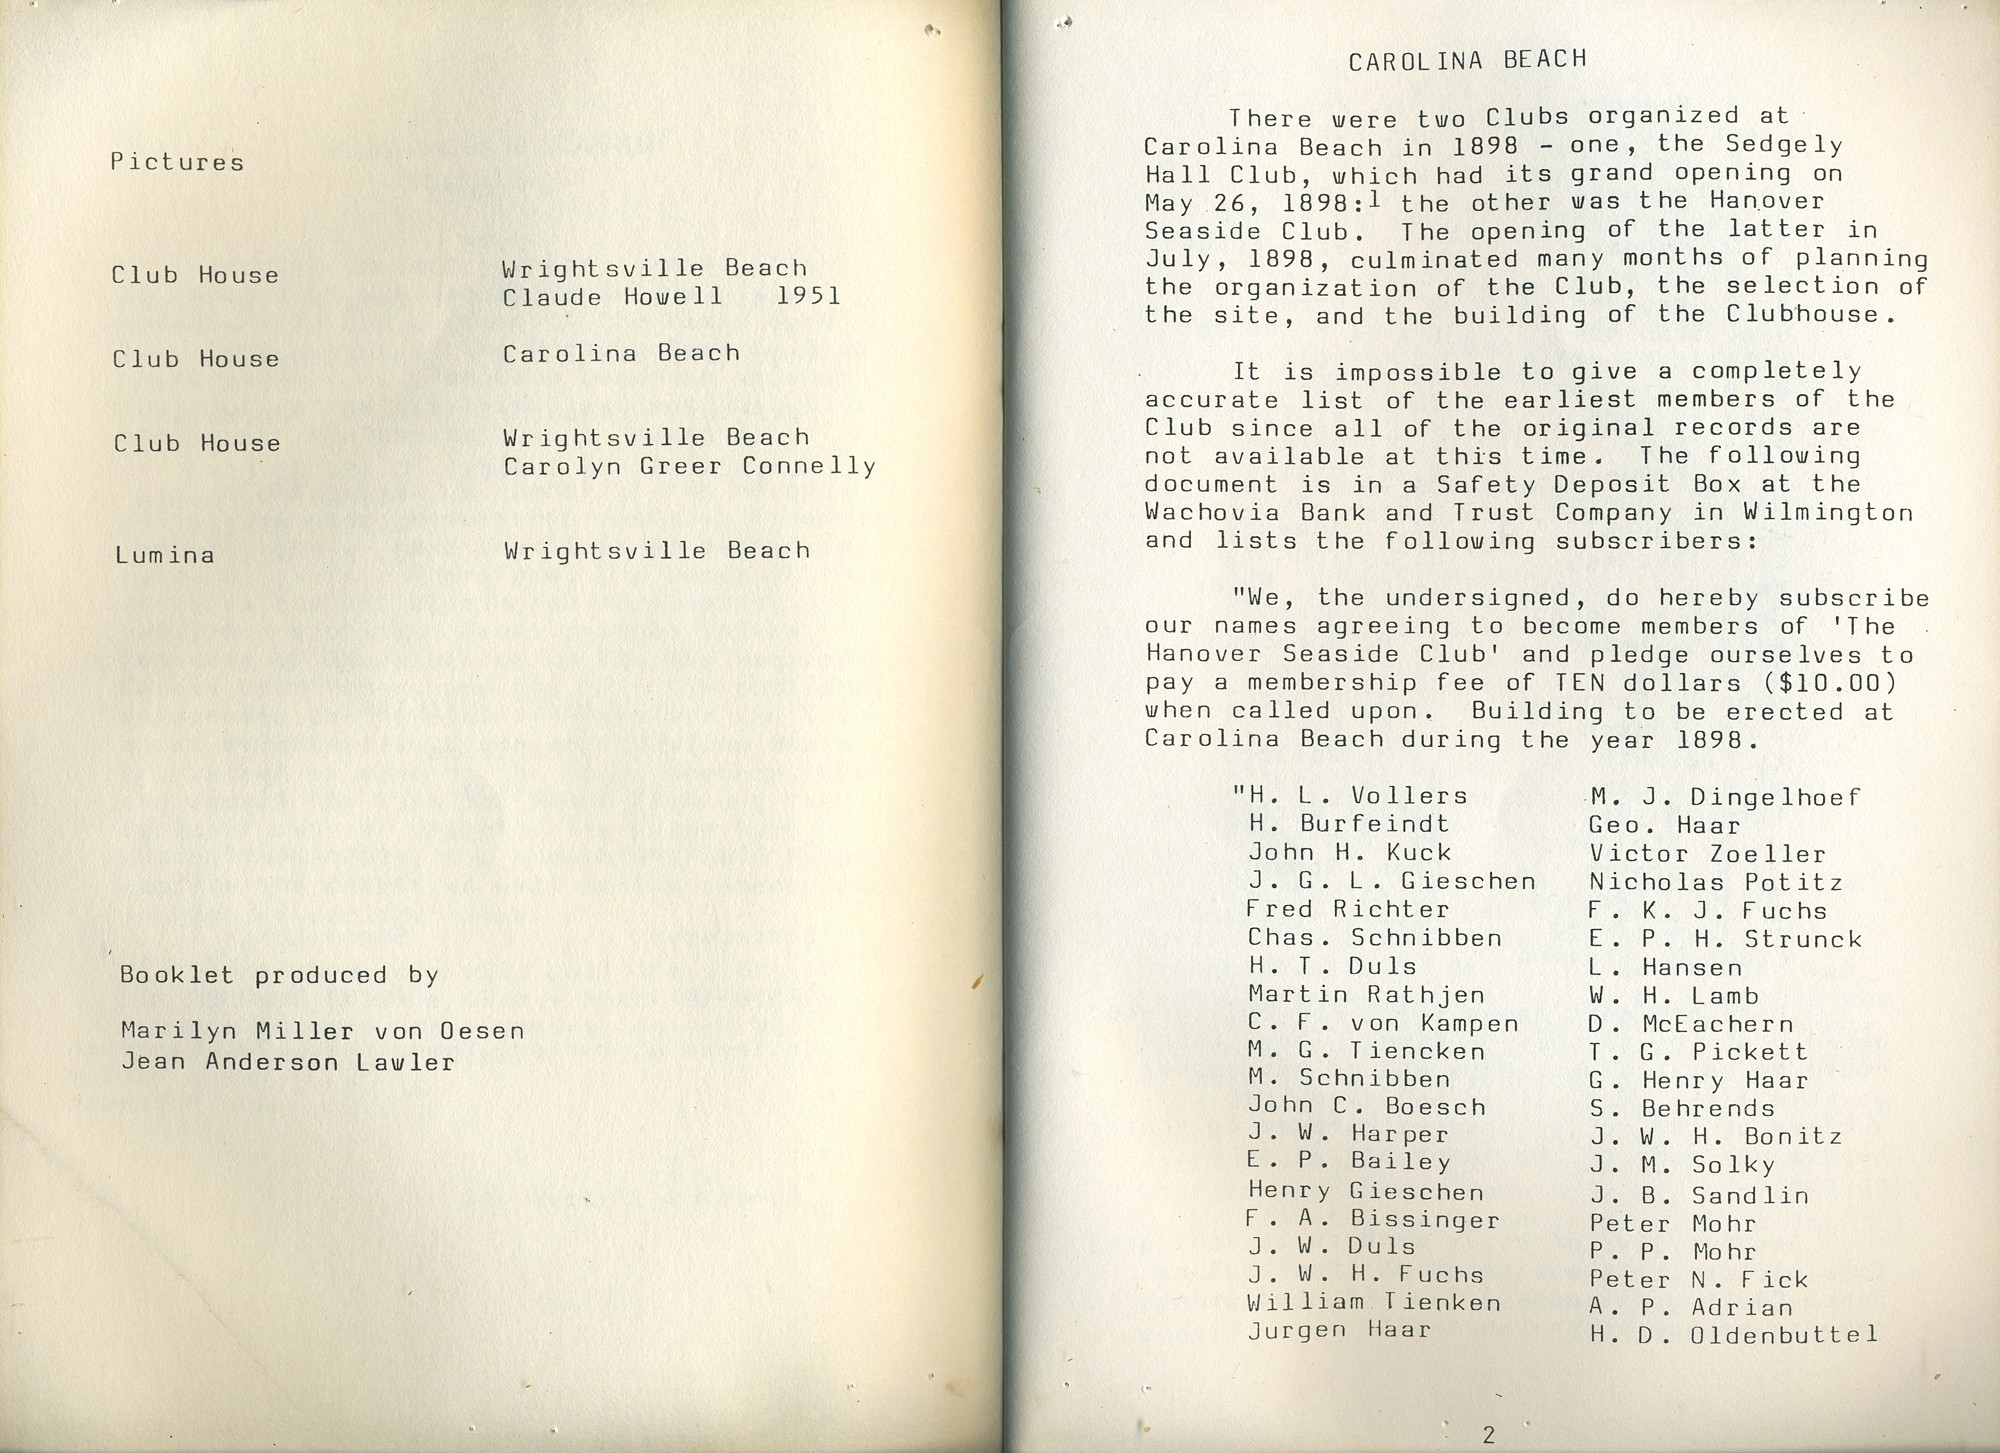 Pictures
Club House Wrightsville Beach
Claude Howell 1951
Club House Carolina Beach
Club House Wrightsville Beach
Carolyn Greer Connelly
Lumina Wrightsville Beach
Booklet produced by
Marilyn Miller von Oesen
Jean Anderson Lawler
CAROLINA BEACH
There were two Clubs organized at
Carolina Beach in 1898 - one, the Sedgely
Hall Club, which had its grand opening on
May 26, 1898:1 the other was the Hanover
Seaside Club. The opening of the latter in
July, 1898, culminated many months of planning
the organization of the Club, the selection of
the site, and the building of the Clubhouse.
It is impossible to give a completely
accurate list of the earliest members of the
Club since all of the original records are
not available at this time. The following
document is in a Safety Deposit Box at the
Wachovia Bank and Trust Company in Wilmington
and lists the following subscribers:
"We, the undersigned, do hereby subscribe
our names agreeing to become members of 'The
Hanover Seaside Club' and pledge ourselves to
pay a membership fee of TEN dollars ($10.00)
when called upon. Building to be erected at
Carolina Beach during the year 1898.
"H. L. Vollers M. J. Dingelhoef
H. Burfeindt Geo. Haar
John H. Kuck Victor Zoeller
J. G. L. Gieschen Nicholas Potitz
Fred Richter F. K. J. Fuchs
Chas. Schnibben E. P. H. Strunck
H. T. Duls L. Hansen
Martin Rathjen W. H. Lamb
C. F. von Kampen D. McEachern
M. G. Tiencken T. G. Pickett
M. Schnibben G. Henry Haar
John C. Boesch S. Behrends
J. W. Harper J. W. H. Bonitz
E. P. Bailey J. M. Solky
Henry Gieschen J. B. Sandlin
F. A. Bissinger Peter Mohr
J. W. Duls P. P. Mohr
J. W. H. Fuchs Peter N. Fick
William Tienken A. P. Adrian
Jurgen Haar H. D. Oldenbuttel
2